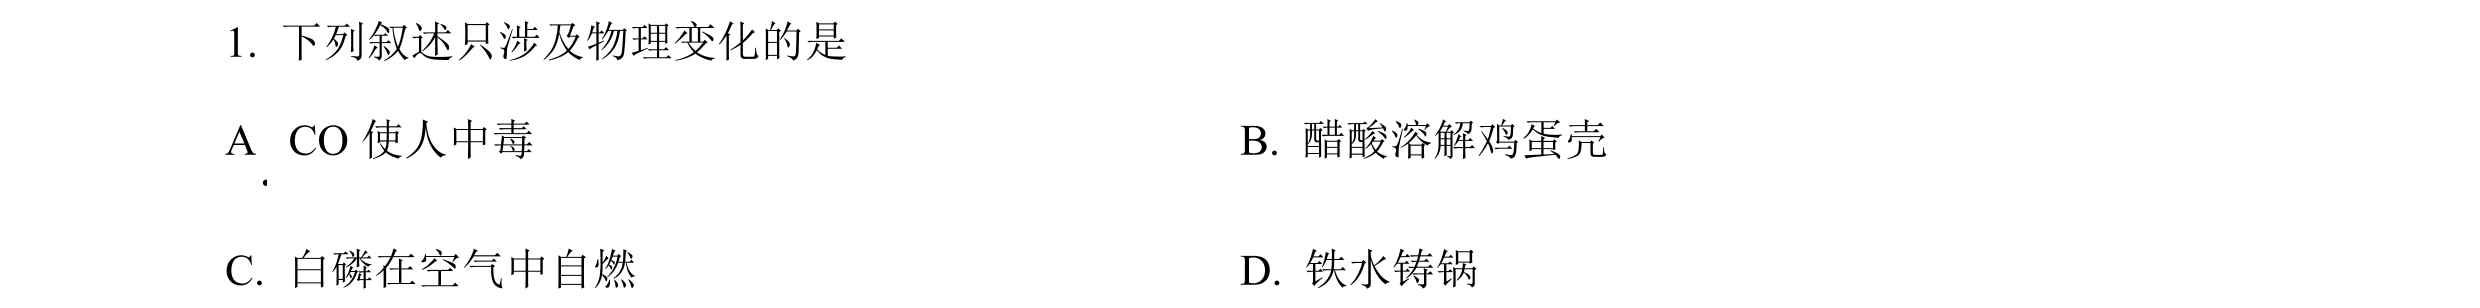 1. 下列叙述只涉及物理变化的是
A. CO 使人中毒 B. 醋酸溶解鸡蛋壳
C. 白磷在空气中自燃 D. 铁水铸锅